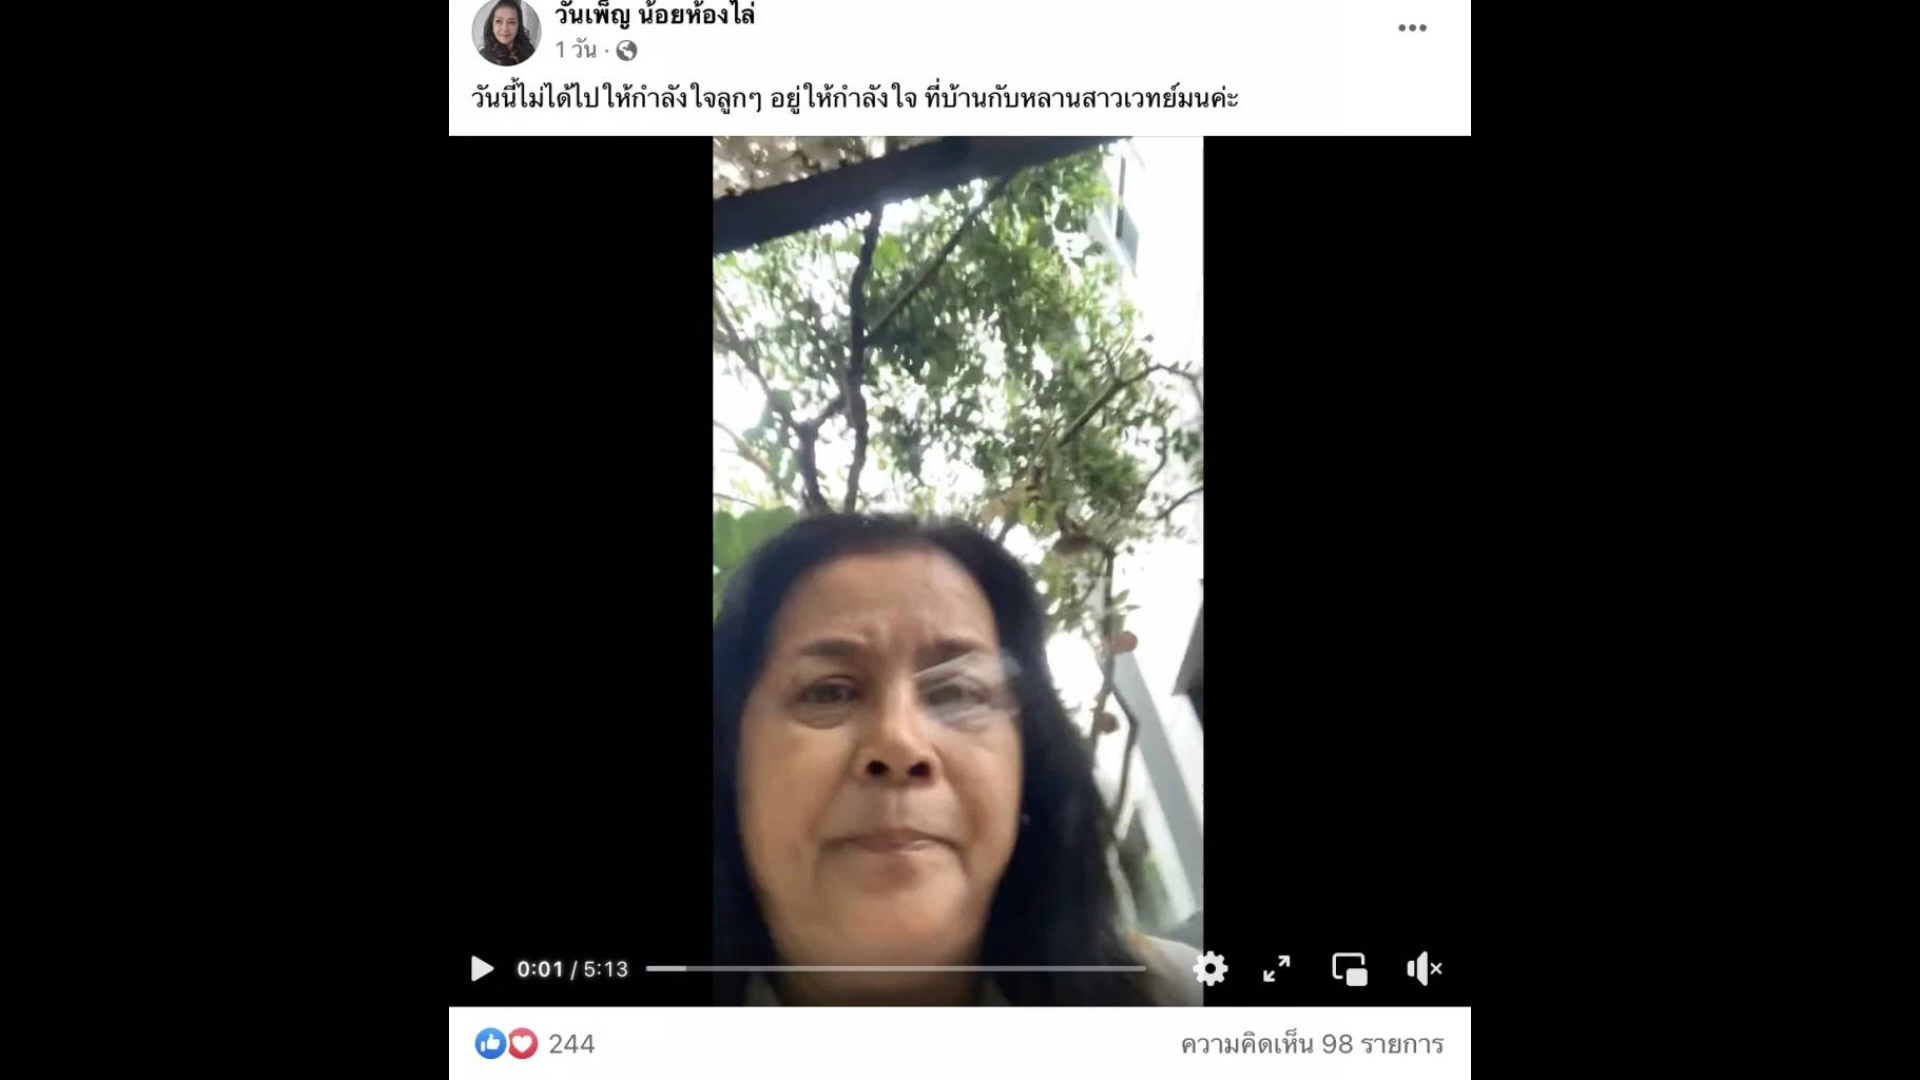 วันเพ็ญ น้อยห้องไล่
1 วัน ·
วันนี้ไม่ได้ไปให้กำลังใจลูกๆ อยู่ให้กำลังใจ ที่บ้านกับหลานสาวเวทย์มนค่ะ
0:01 / 5:13
244
ความคิดเห็น 98 รายการ